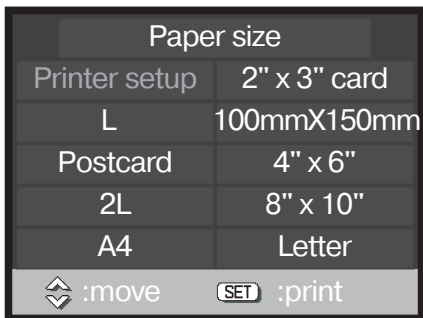 Paper size
Printer setup 2" x 3" card
L 100mmX150mm
Postcard 4" x 6"
2L 8" x 10"
A4 Letter
:move SET :print